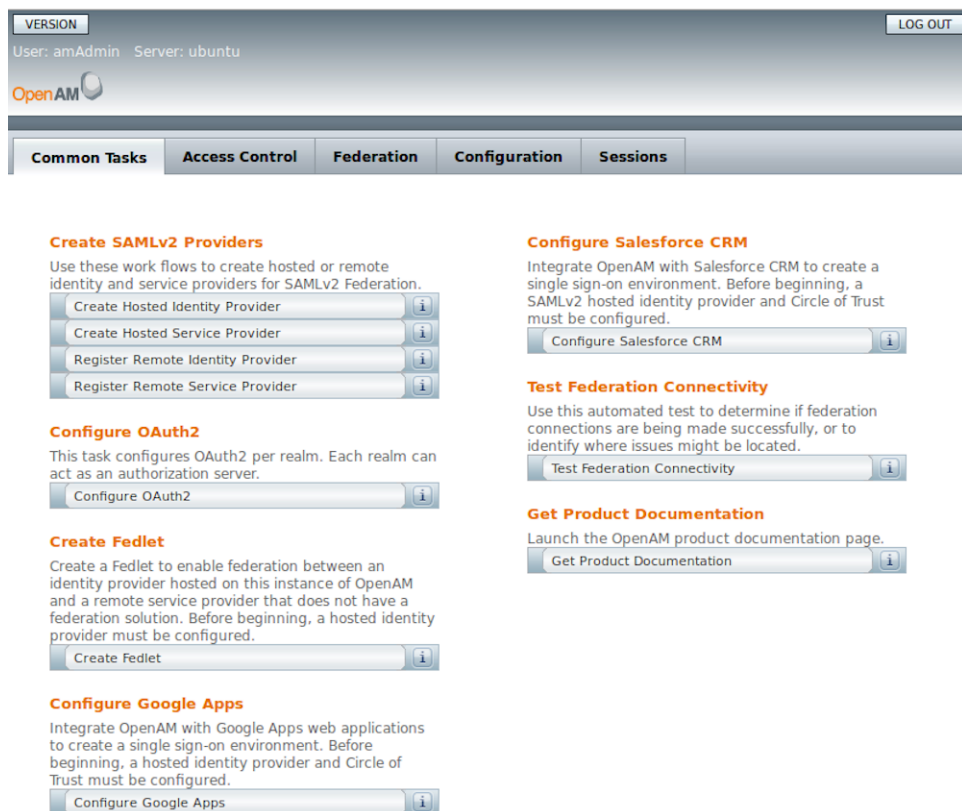 VERSION
LOG OUT
User: amAdmin Server: ubuntu
OpenAM
Common Tasks
Access Control
Federation
Configuration
Sessions
Create SAMLv2 Providers
Use these work flows to create hosted or remote
identity and service providers for SAMLv2 Federation.
Create Hosted Identity Provider
Create Hosted Service Provider
Register Remote Identity Provider
Register Remote Service Provider
Configure OAuth2
This task configures OAuth2 per realm. Each realm can
act as an authorization server.
Configure OAuth2
Create Fedlet
Create a Fedlet to enable federation between an
identity provider hosted on this instance of OpenAM
and a remote service provider that does not have a
federation solution. Before beginning, a hosted identity
provider must be configured.
Create Fedlet
Configure Google Apps
Integrate OpenAM with Google Apps web applications
to create a single sign-on environment. Before
beginning, a hosted identity provider and Circle of
Trust must be configured.
Configure Google Apps
Configure Salesforce CRM
Integrate OpenAM with Salesforce CRM to create a
single sign-on environment. Before beginning, a
SAMLv2 hosted identity provider and Circle of Trust
must be configured.
Configure Salesforce CRM
Test Federation Connectivity
Use this automated test to determine if federation
connections are being made successfully, or to
identify where issues might be located.
Test Federation Connectivity
Get Product Documentation
Launch the OpenAM product documentation page.
Get Product Documentation